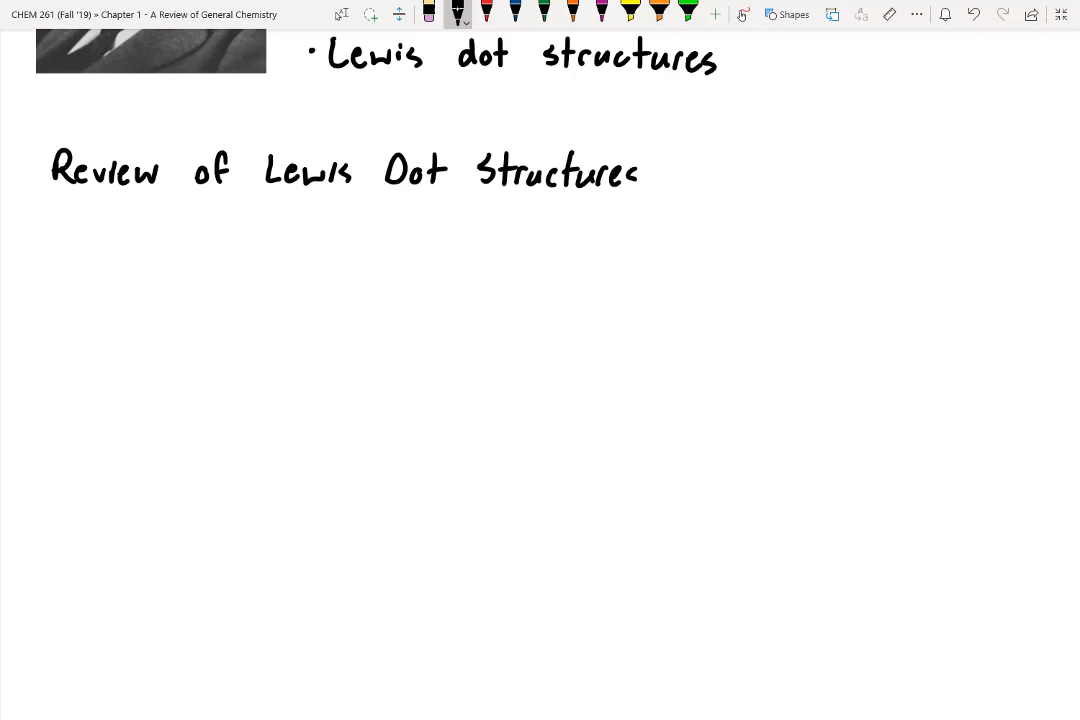 CHEM 261 (Fall '19) » Chapter 1 - A Review of General Chemistry
Shapes
· Lewis dot structures
Review of Lewis Dot Structures